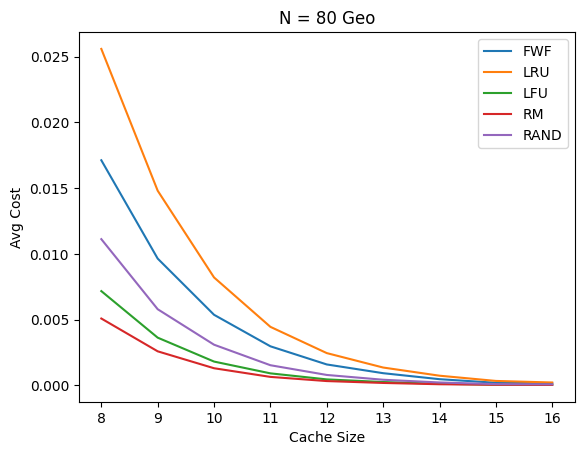 N = 80 Geo
FWF
LRU
LFU
RM
RAND
Avg Cost
0.025
0.020
0.015
0.010
0.005
0.000
8 9 10 11 12 13 14 15 16
Cache Size